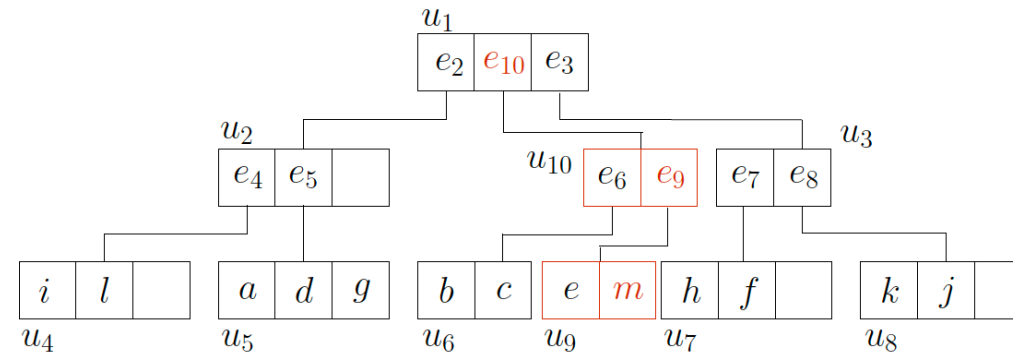 u₁
e₂ e₁₀ e₃
u₂ u₁₀ u₃
e₄ e₅ e₆ e₉ e₇ e₈
i l a d g b c e m h f k j
u₄ u₅ u₆ u₉ u₇ u₈